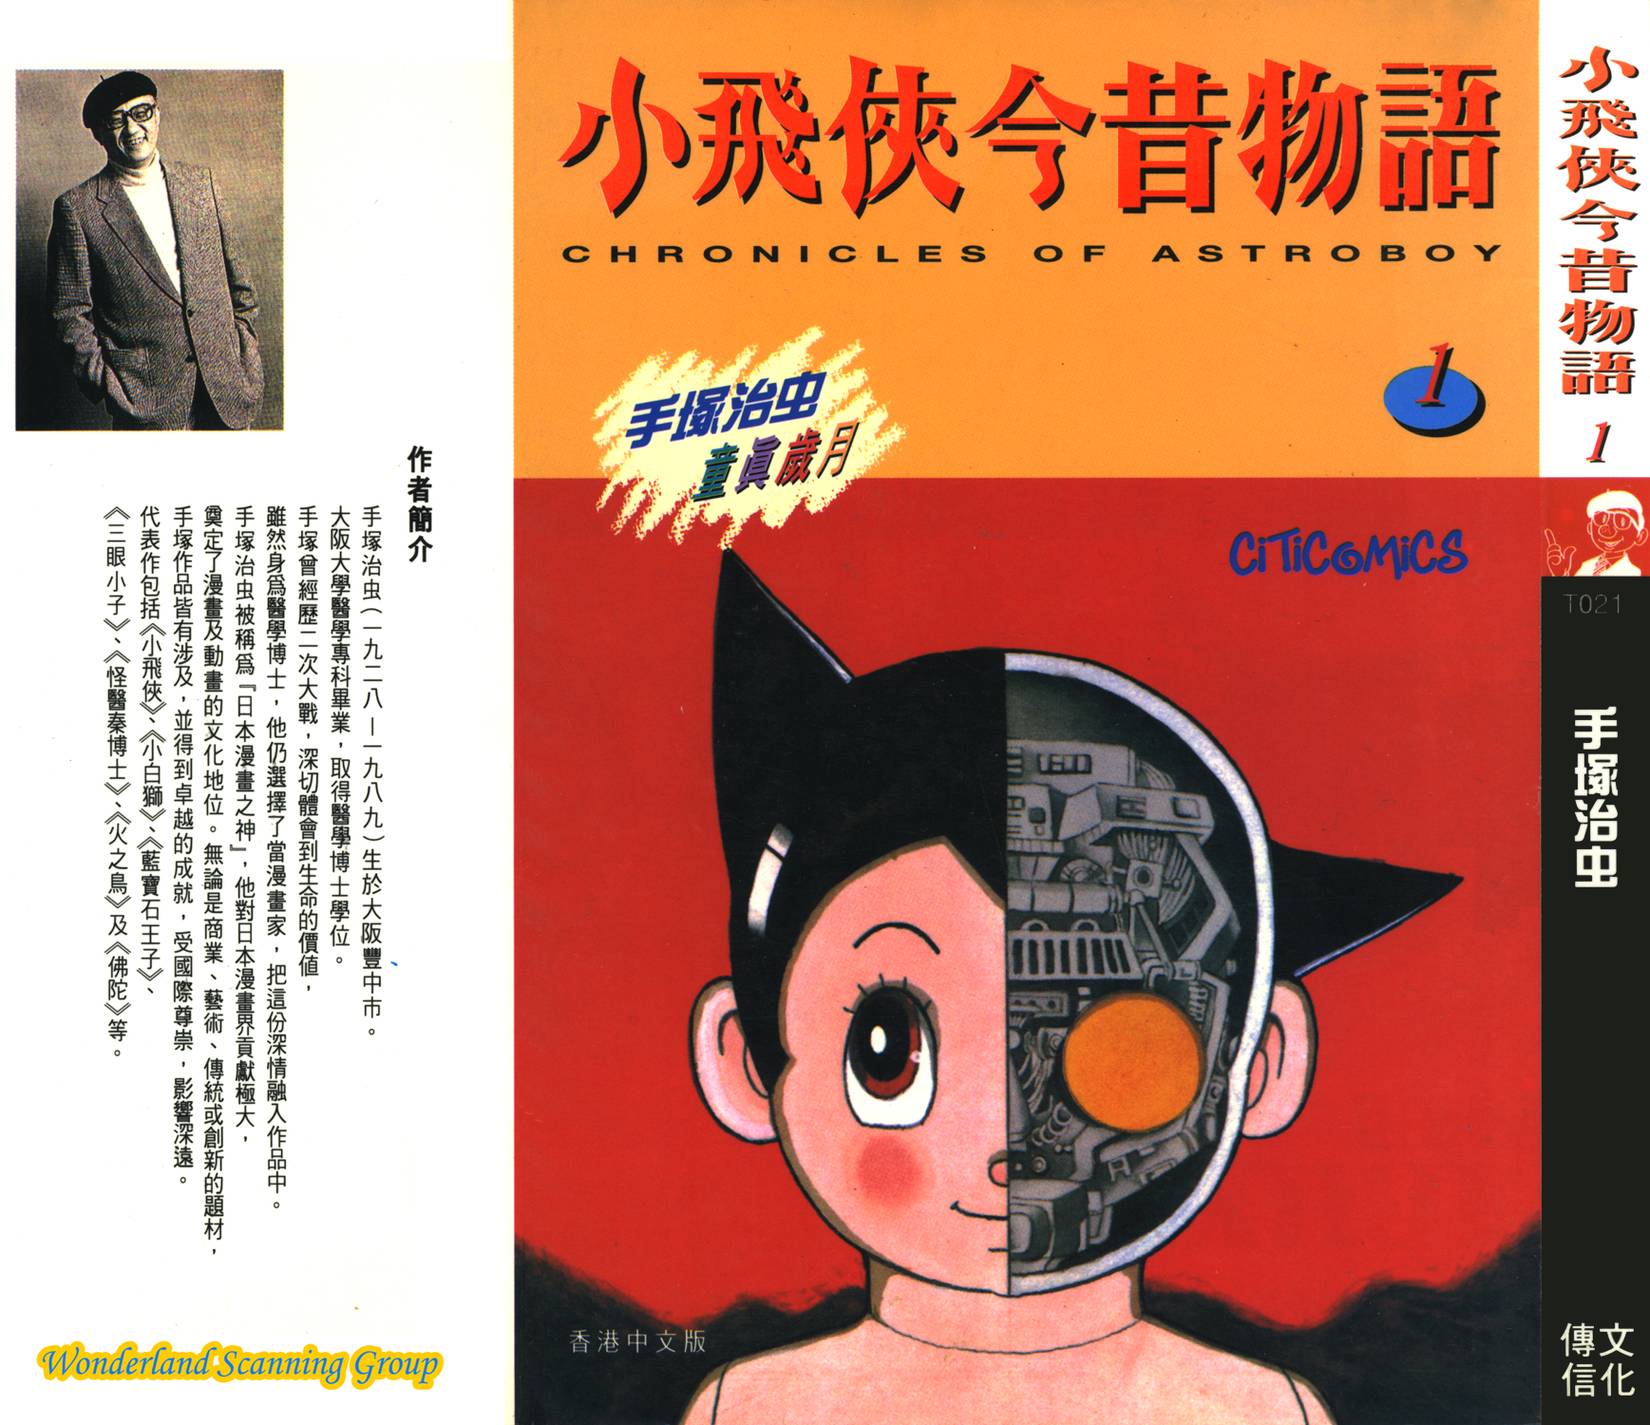 小飛俠今昔物語
CHRONICLES OF ASTROBOY
1
手塚治虫
童眞歲月
CiTiCOMiCS
香港中文版
小飛俠今昔物語
1
T021
手塚治虫
文化
傳信
作者簡介
手塚治虫(一九二八—一九八九)生於大阪豐中市。
大阪大學醫學專科畢業,取得醫學博士學位。
手塚曾經歷二次大戰,深切體會到生命的價値,
雖然身爲醫學博士,他仍選擇了當漫畫家,把這份深情融入作品中。
手塚治虫被稱爲『日本漫畫之神』,他對日本漫畫界貢獻極大,
奠定了漫畫及動畫的文化地位。無論是商業、藝術、傳統或創新的題材,
手塚作品皆有涉及,並得到卓越的成就,受國際尊崇,影響深遠。
代表作包括《小飛俠》、《小白獅》、《藍寶石王子》、
《三眼小子》、《怪醫秦博士》、《火之鳥》及《佛陀》等。
Wonderland Scanning Group